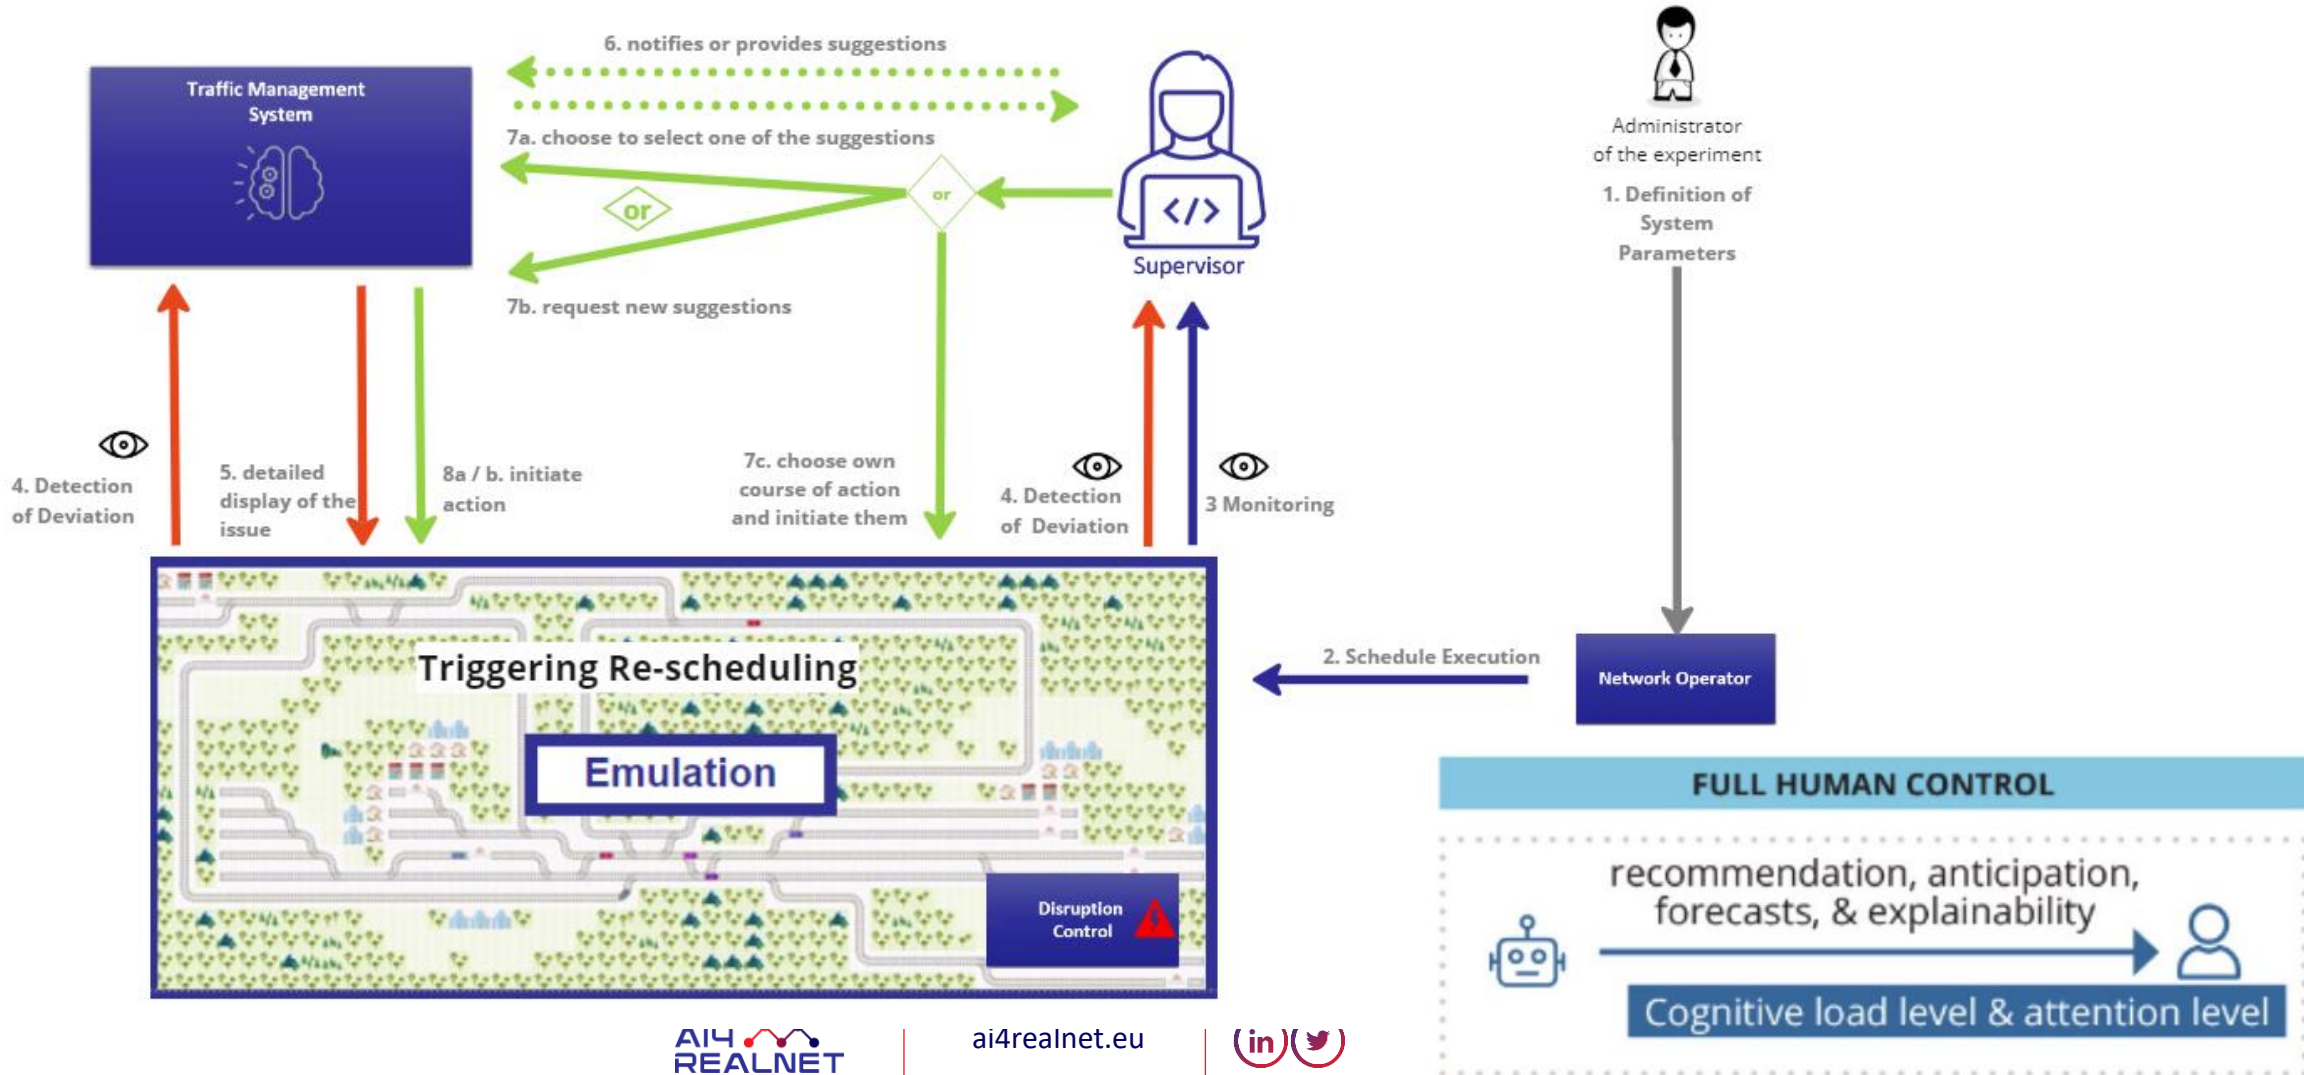 6. notifies or provides suggestions
Traffic Management
System
7a. choose to select one of the suggestions
or
or
7b. request new suggestions
</>
Supervisor
Administrator
of the experiment
1. Definition of
System
Parameters
4. Detection
of Deviation
5. detailed
display of the
issue
8a / b. initiate
action
7c. choose own
course of action
and initiate them
4. Detection
of Deviation
3 Monitoring
Triggering Re-scheduling
Emulation
Disruption
Control
2. Schedule Execution
Network Operator
FULL HUMAN CONTROL
recommendation, anticipation,
forecasts, & explainability
Cognitive load level & attention level
AI4
REALNET
ai4realnet.eu
in